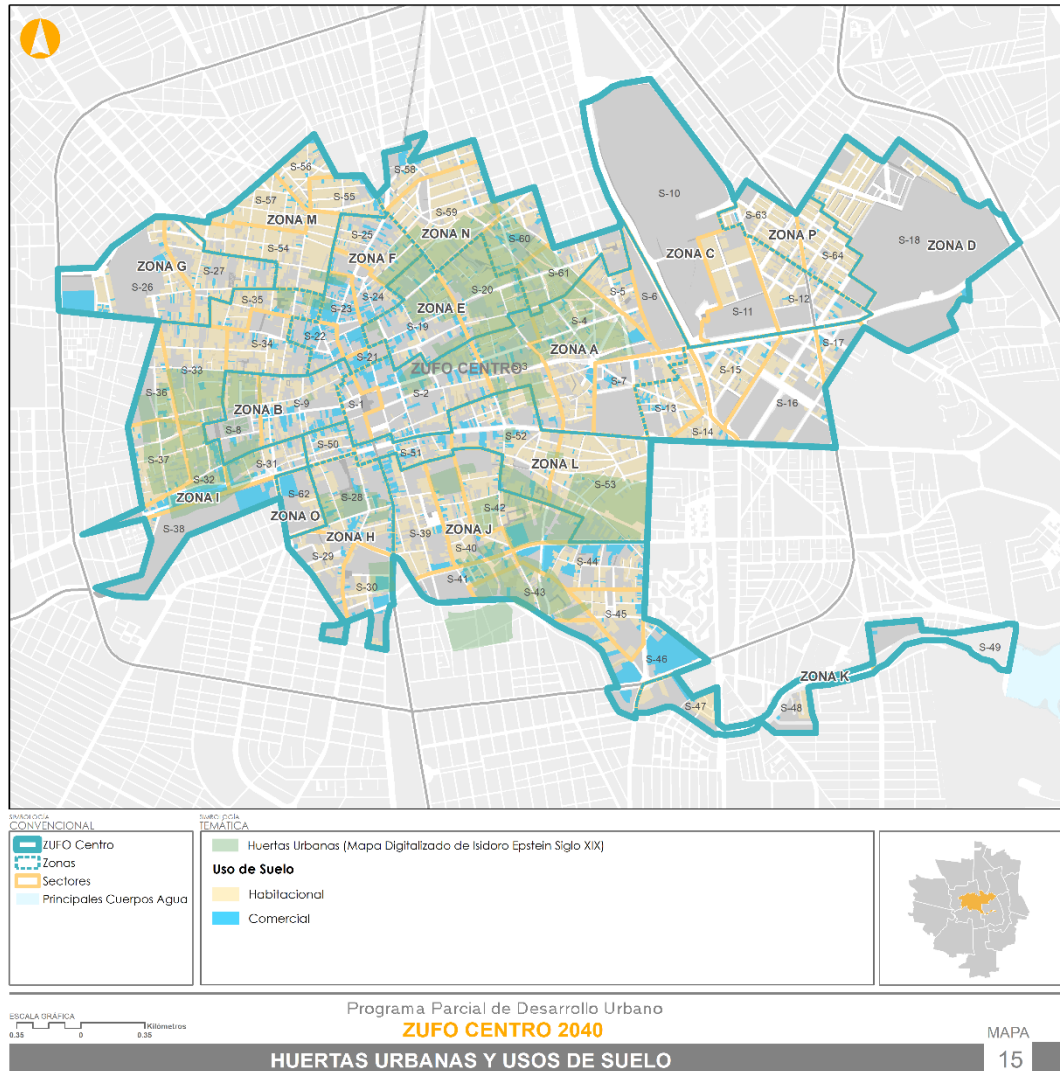 S-10
S-56
S-58
S-57
S-55
S-59
S-63
ZONA M
ZONA N
ZONA P
S-18
ZONA D
S-25
S-60
S-54
ZONA C
S-64
ZONA F
ZONA G
S-27
S-61
S-26
S-24
S-20
S-5
S-6
S-12
S-35
S-23
ZONA E
S-11
S-19
S-4
S-22
S-34
S-21
ZONA A
S-17
S-33
ZUFO CENTRO
3
S-15
S-7
S-36
S-2
S-9
S-1
ZONA B
S-13
S-16
S-8
S-14
S-50
S-52
S-51
S-37
S-31
ZONA L
S-32
S-62
S-28
S-53
ZONA I
S-42
ZONA O
S-38
ZONA J
S-39
ZONA H
S-40
S-29
S-44
S-41
S-30
S-43
S-45
S-46
S-49
ZONA K
S-47
S-48
SIMBOLOGÍA
CONVENCIONAL
ZUFO Centro
Zonas
Sectores
Principales Cuerpos Agua
SIMBOLOGÍA
TEMÁTICA
Huertas Urbanas (Mapa Digitalizado de Isidoro Epstein Siglo XIX)
Uso de Suelo
Habitacional
Comercial
ESCALA GRÁFICA
Kilómetros
0.35 0 0.35
Programa Parcial de Desarrollo Urbano
ZUFO CENTRO 2040
HUERTAS URBANAS Y USOS DE SUELO
MAPA
15